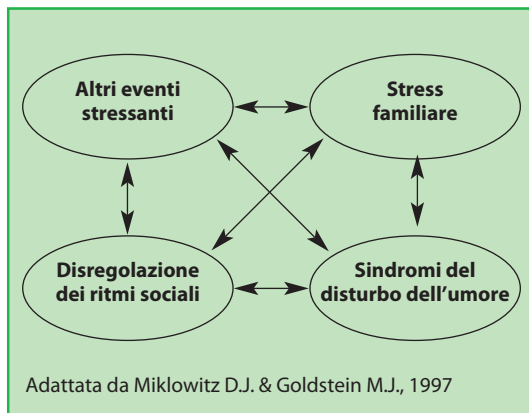 Altri eventi
stressanti
Stress
familiare
Disregolazione
dei ritmi sociali
Sindromi del
disturbo dell’umore
Adattata da Miklowitz D.J. & Goldstein M.J., 1997